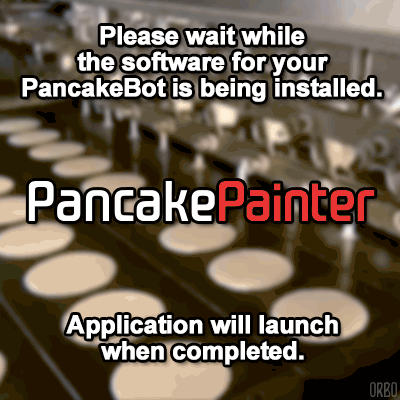 Please wait while
the software for your
PancakeBot is being installed.
PancakePainter
Application will launch
when completed.
ORBO